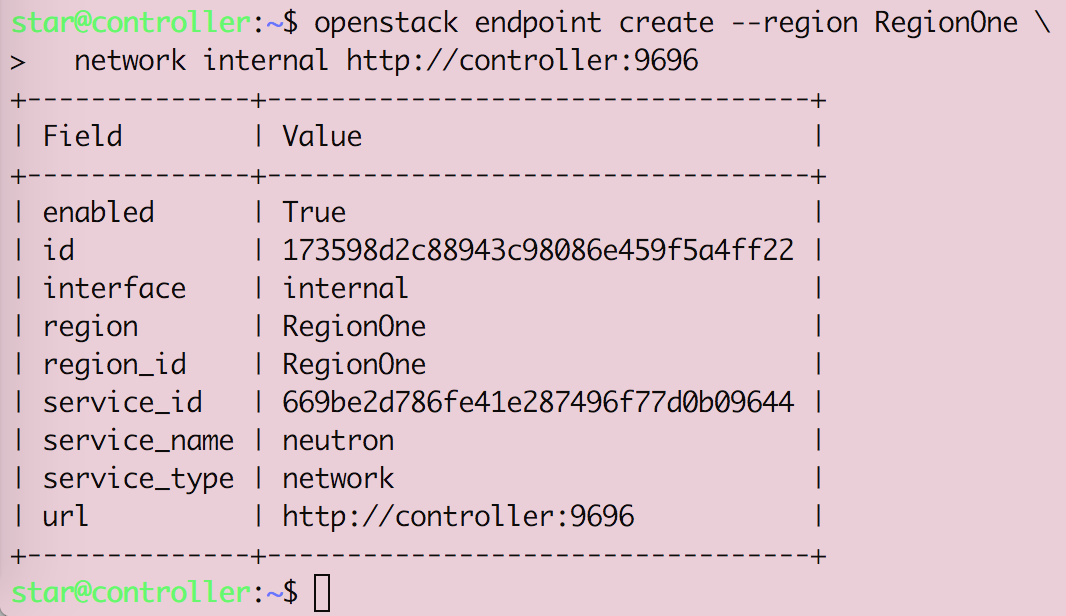 star@controller:~$ openstack endpoint create --region RegionOne \
>   network internal http://controller:9696
+--------------+----------------------------------+
| Field        | Value                            |
+--------------+----------------------------------+
| enabled      | True                             |
| id           | 173598d2c88943c98086e459f5a4ff22 |
| interface    | internal                         |
| region       | RegionOne                        |
| region_id    | RegionOne                        |
| service_id   | 669be2d786fe41e287496f77d0b09644 |
| service_name | neutron                          |
| service_type | network                          |
| url          | http://controller:9696           |
+--------------+----------------------------------+
star@controller:~$